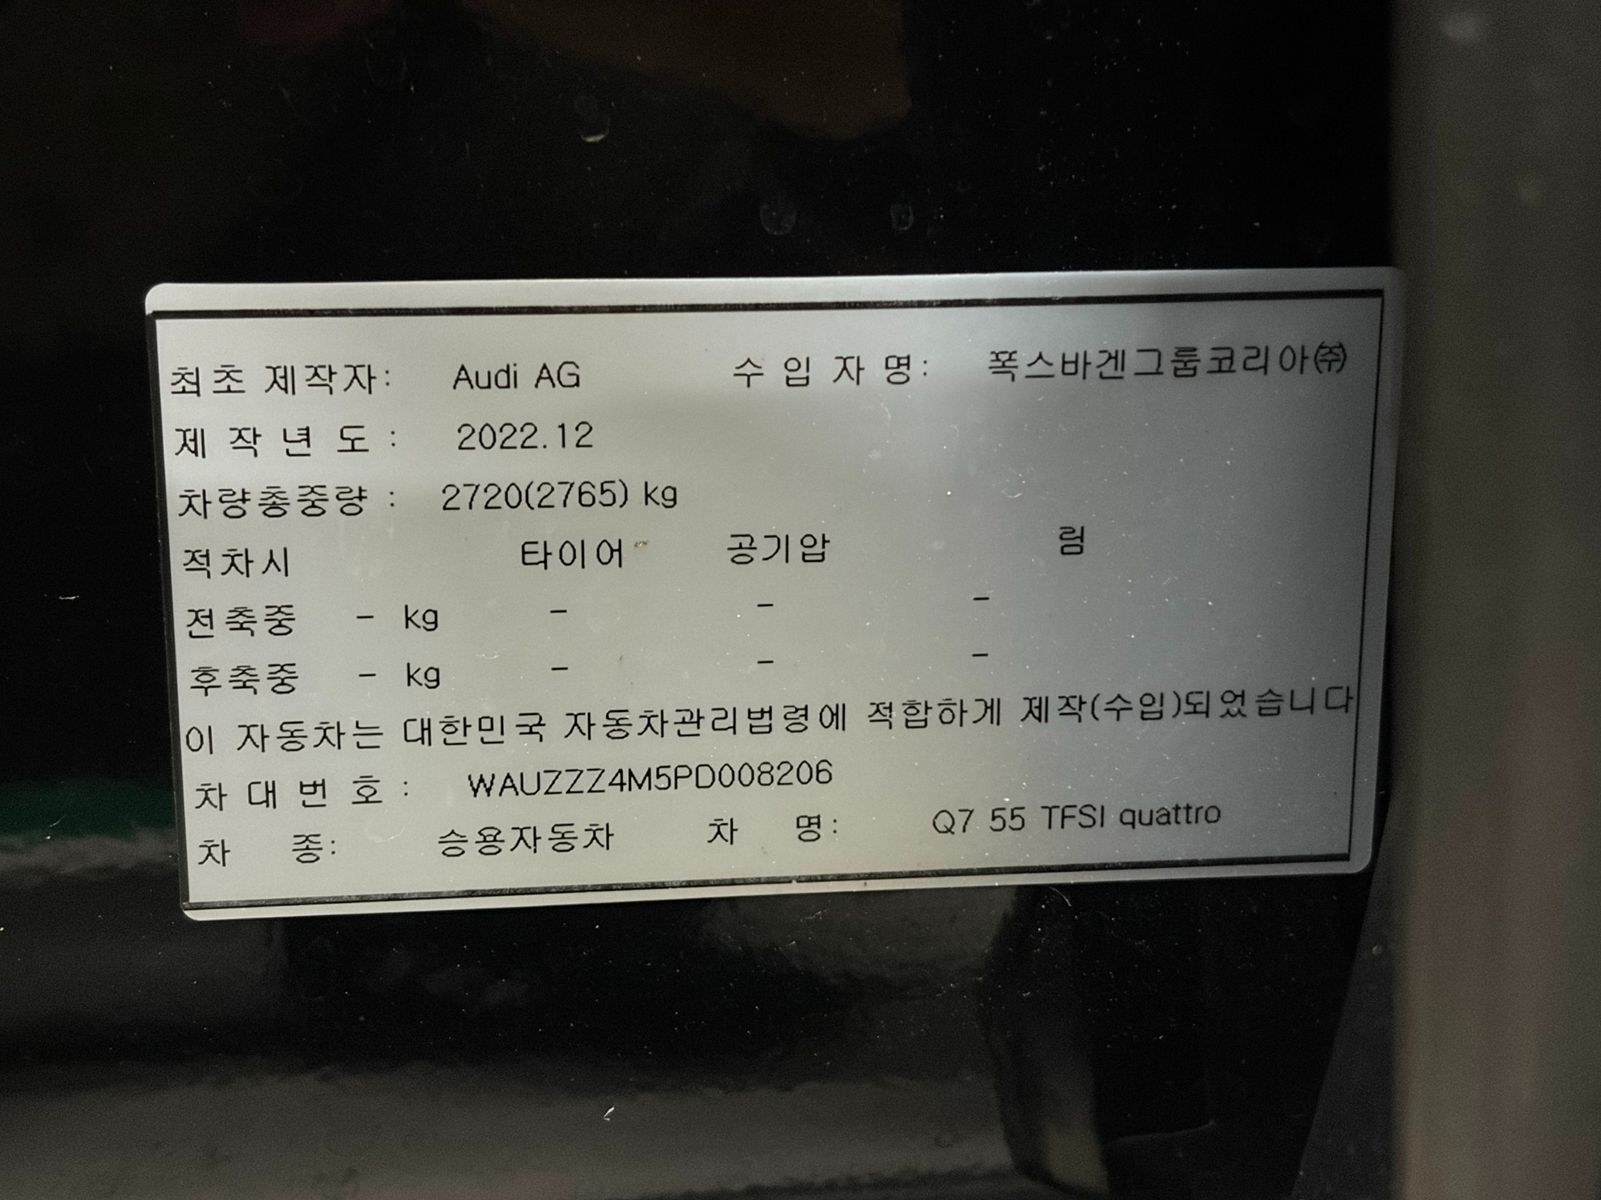 최초 제작자: Audi AG 수 입 자 명: 폭스바겐그룹코리아㈜
제 작 년 도 : 2022.12
차량총중량 : 2720(2765) kg
적차시 타이어 공기압 림
전축중 - kg - - -
후축중 - kg - - -
이 자동차는 대한민국 자동차관리법령에 적합하게 제작(수입)되었습니다
차 대 번 호 : WAUZZZ4M5PD008206
차 종: 승용자동차 차 명: Q7 55 TFSI quattro